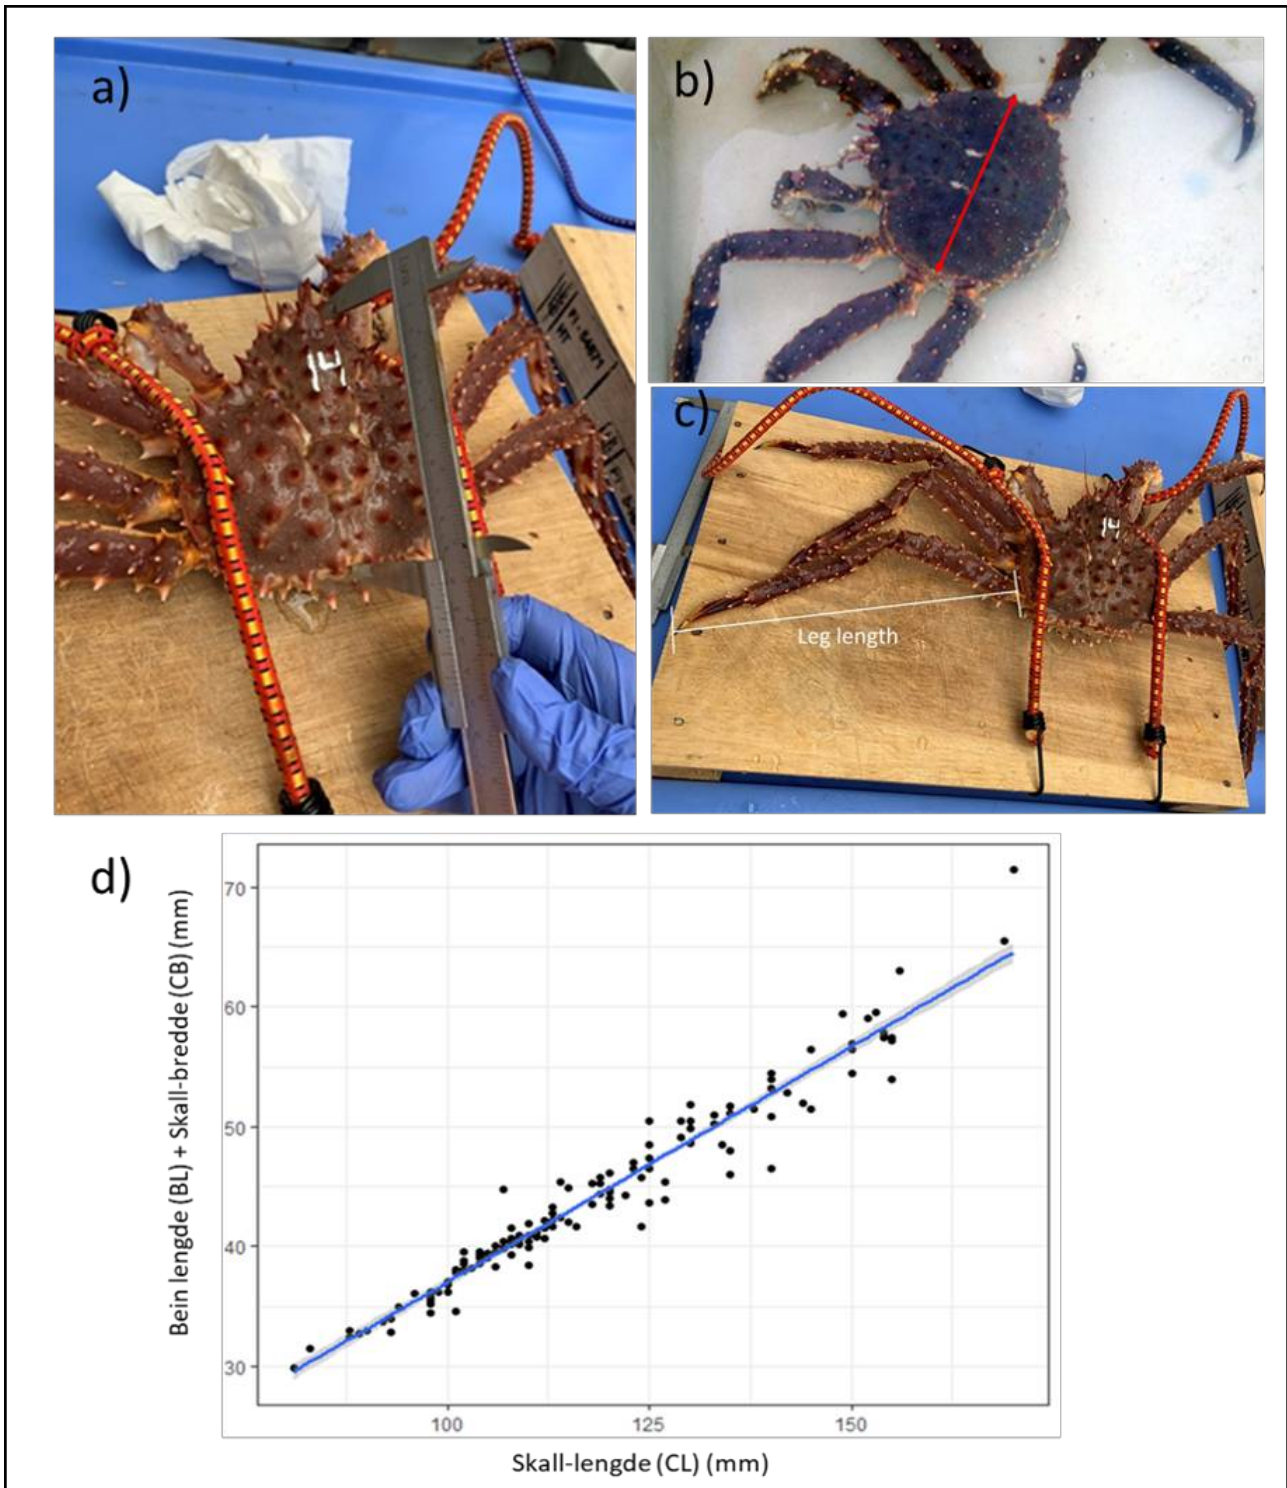 a)
b)
14
c)
14
Leg length
d)
Bein lengde (BL) + Skall-bredde (CB) (mm)
70
60
50
40
30
100
125
150
Skall-lengde (CL) (mm)